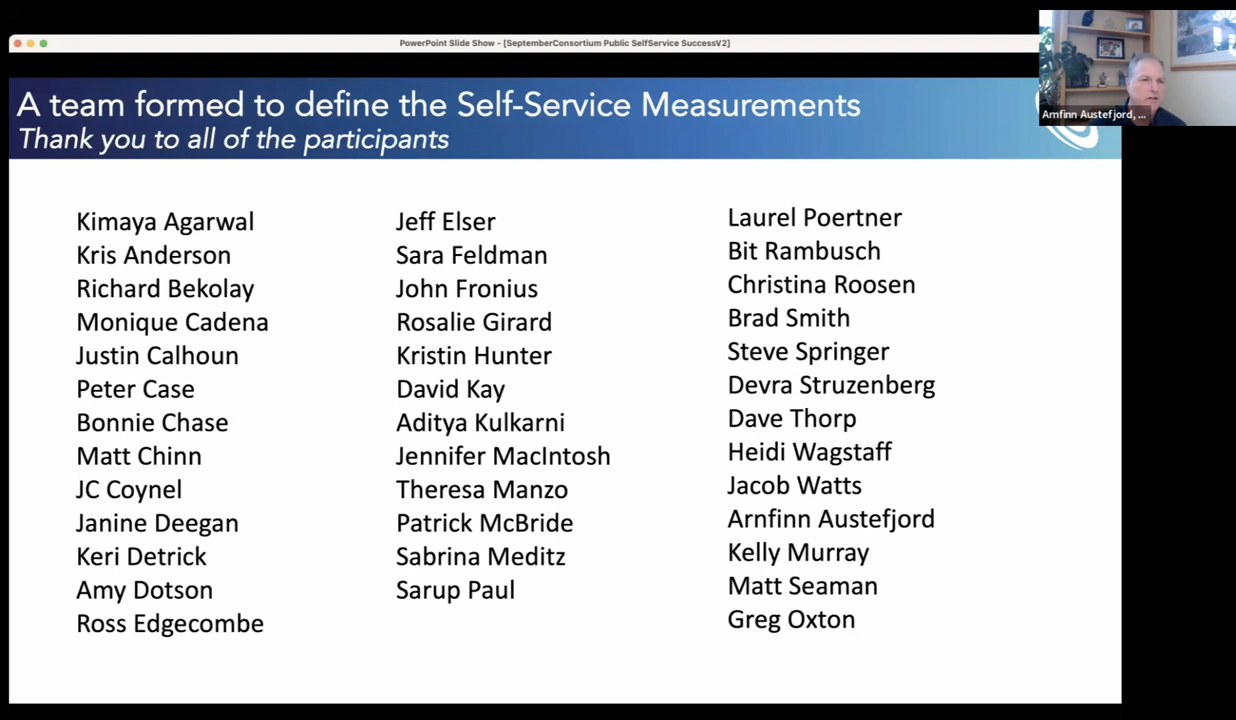 PowerPoint Slide Show - [SeptemberConsortium Public SelfService SuccessV2]
Arnfinn Austefjord, ...
A team formed to define the Self-Service Measurements
Thank you to all of the participants
Kimaya Agarwal
Kris Anderson
Richard Bekolay
Monique Cadena
Justin Calhoun
Peter Case
Bonnie Chase
Matt Chinn
JC Coynel
Janine Deegan
Keri Detrick
Amy Dotson
Ross Edgecombe
Jeff Elser
Sara Feldman
John Fronius
Rosalie Girard
Kristin Hunter
David Kay
Aditya Kulkarni
Jennifer MacIntosh
Theresa Manzo
Patrick McBride
Sabrina Meditz
Sarup Paul
Laurel Poertner
Bit Rambusch
Christina Roosen
Brad Smith
Steve Springer
Devra Struzenberg
Dave Thorp
Heidi Wagstaff
Jacob Watts
Arnfinn Austefjord
Kelly Murray
Matt Seaman
Greg Oxton